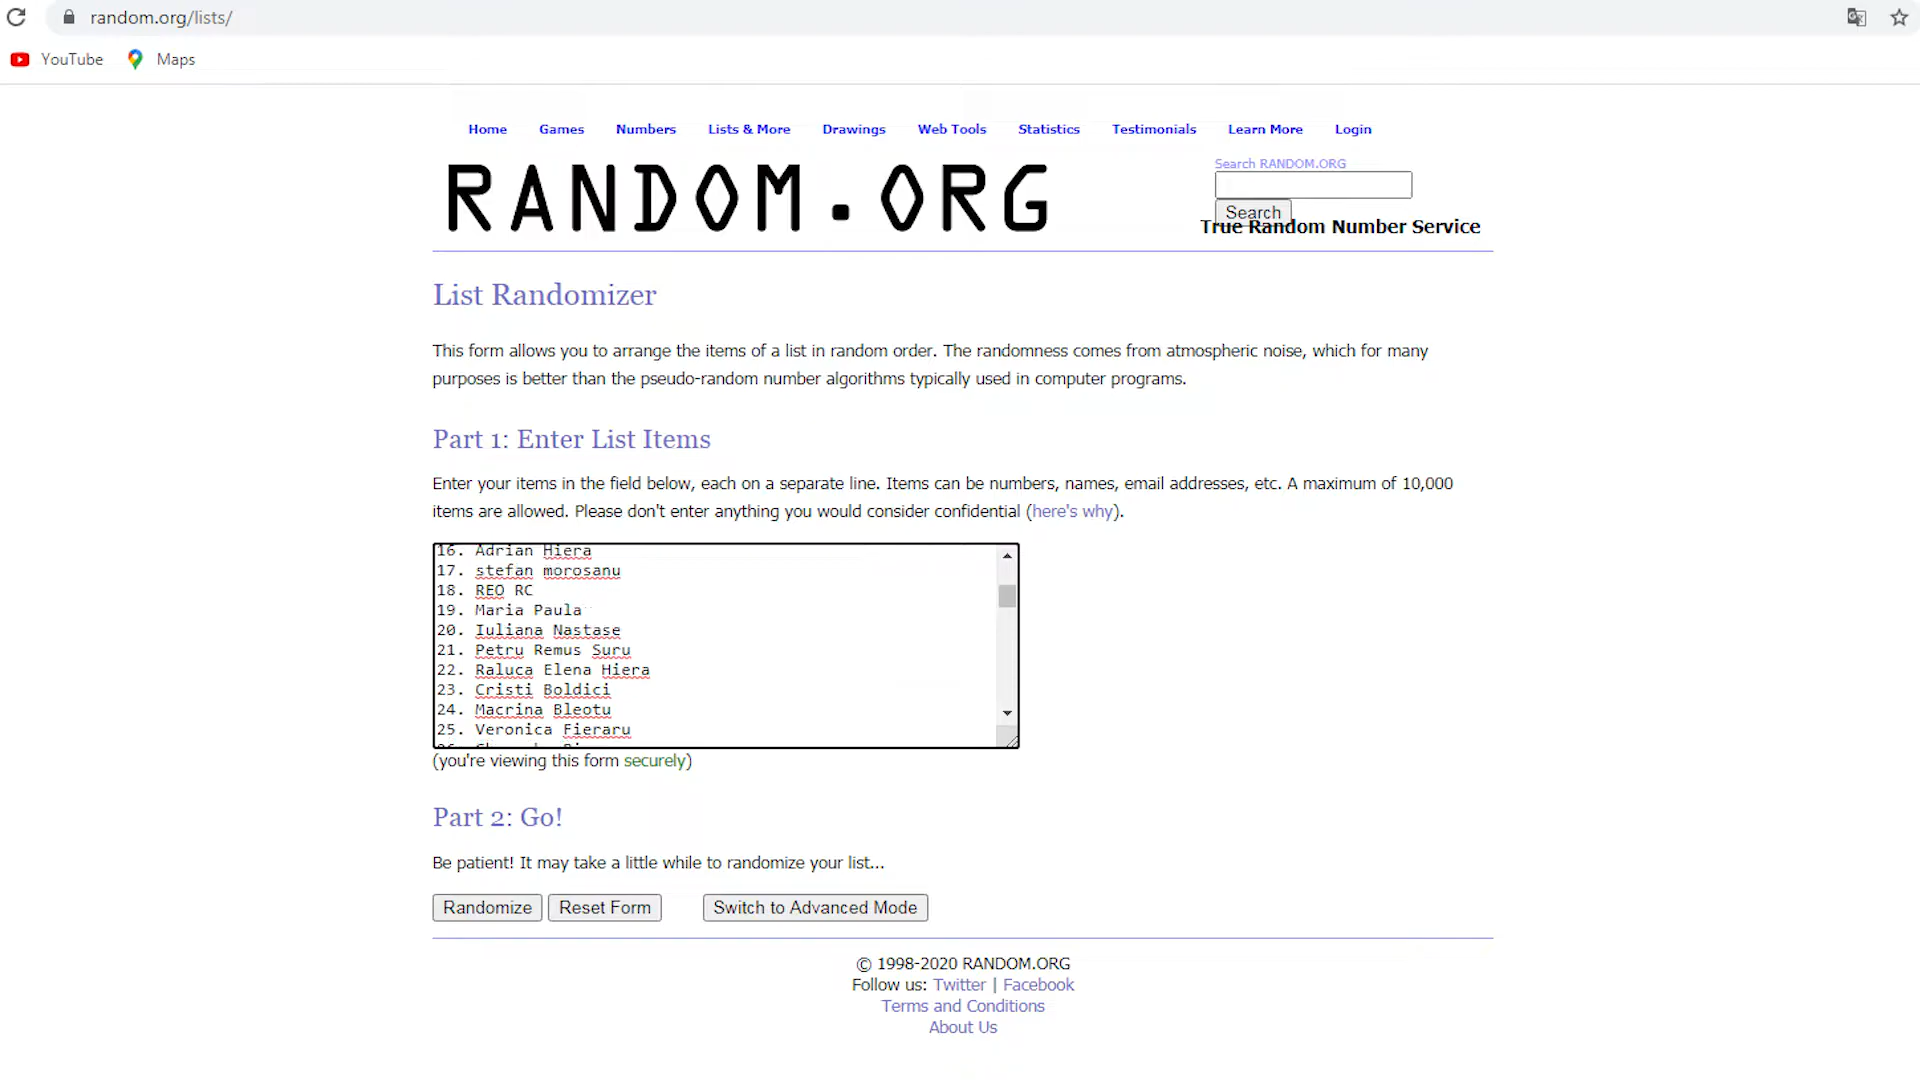 random.org/lists/
YouTube Maps
Home Games Numbers Lists & More Drawings Web Tools Statistics Testimonials Learn More Login
RANDOM.ORG
Search RANDOM.ORG
Search
True Random Number Service
List Randomizer
This form allows you to arrange the items of a list in random order. The randomness comes from atmospheric noise, which for many
purposes is better than the pseudo-random number algorithms typically used in computer programs.
Part 1: Enter List Items
Enter your items in the field below, each on a separate line. Items can be numbers, names, email addresses, etc. A maximum of 10,000
items are allowed. Please don't enter anything you would consider confidential (here's why).
16. Adrian Hiera
17. stefan morosanu
18. REO RC
19. Maria Paula
20. Iuliana Nastase
21. Petru Remus Suru
22. Raluca Elena Hiera
23. Cristi Boldici
24. Macrina Bleotu
25. Veronica Fieraru
(you're viewing this form securely)
Part 2: Go!
Be patient! It may take a little while to randomize your list...
Randomize Reset Form Switch to Advanced Mode
© 1998-2020 RANDOM.ORG
Follow us: Twitter | Facebook
Terms and Conditions
About Us